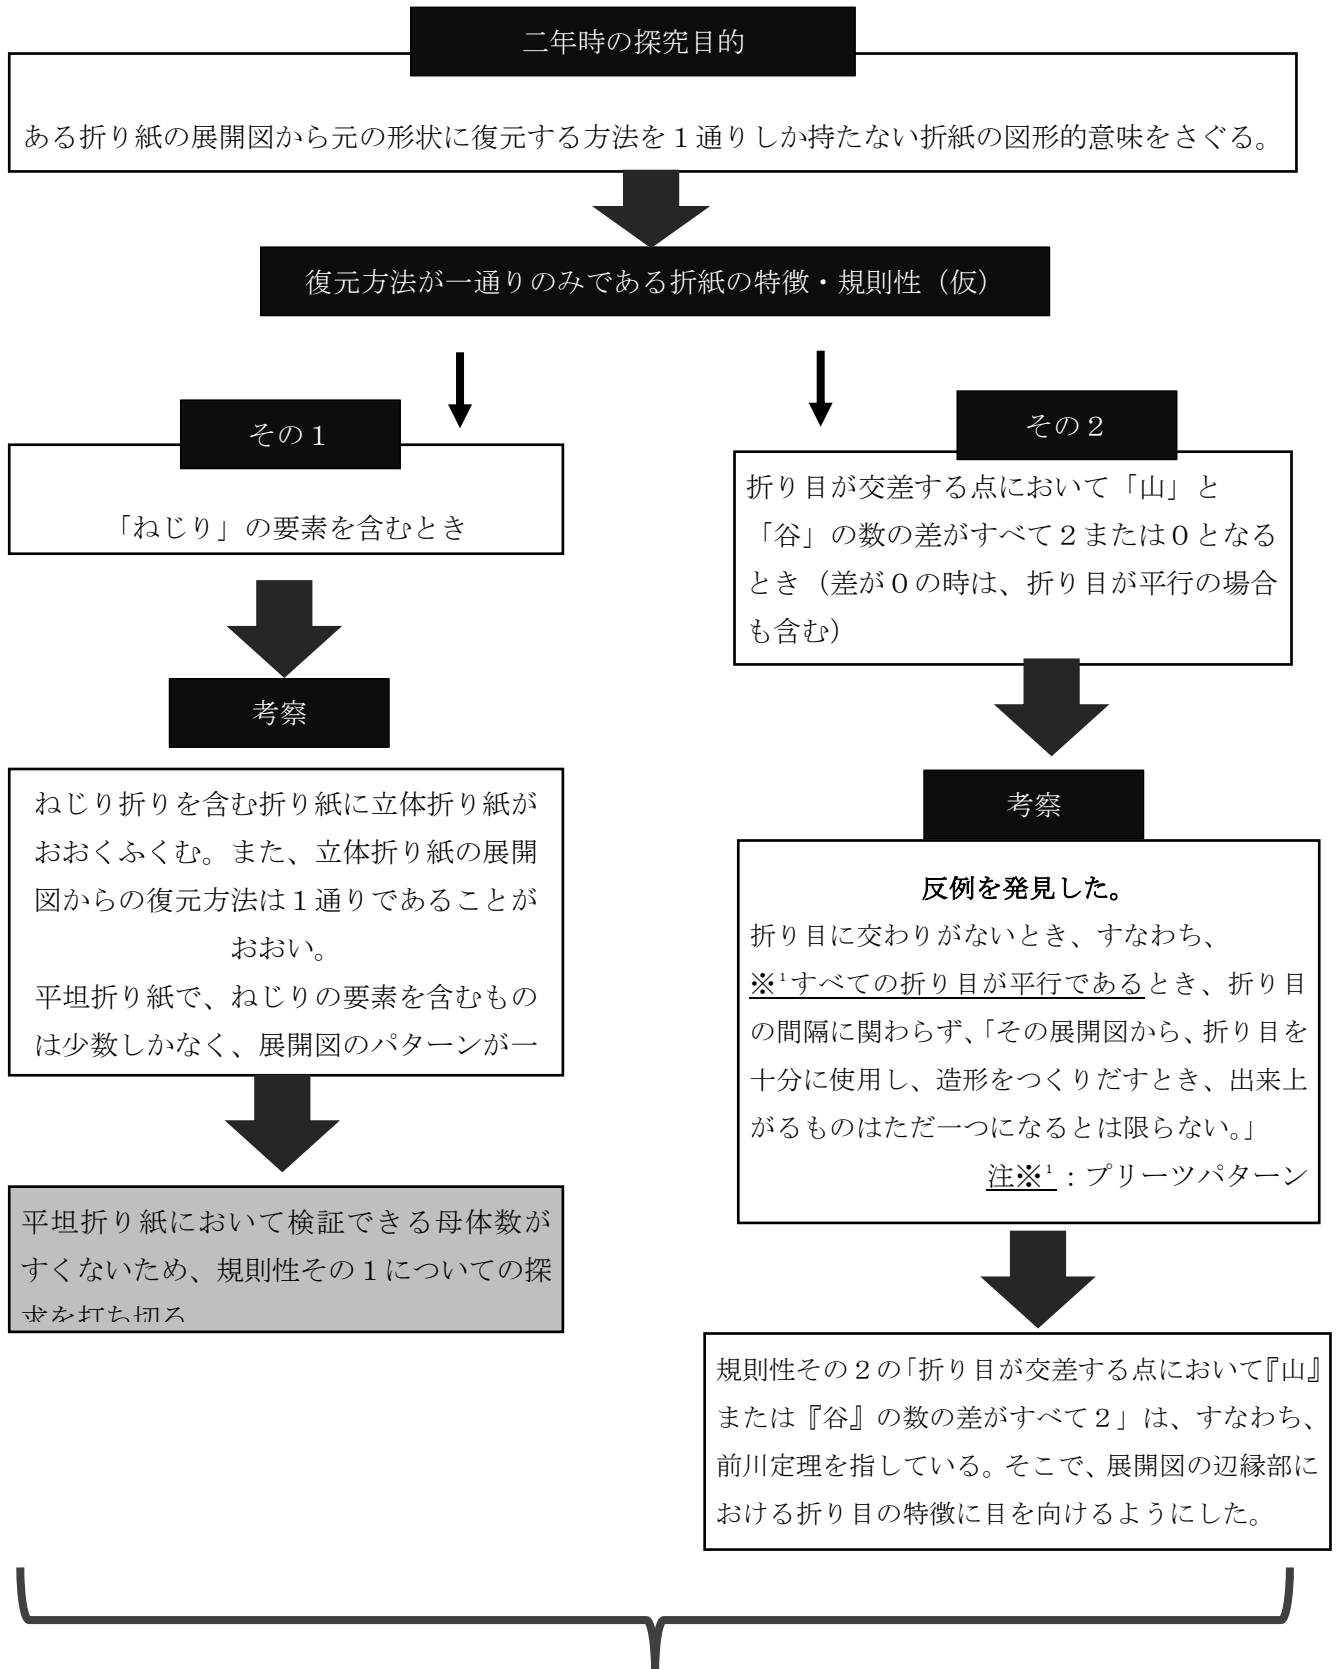 二年時の探究目的
ある折り紙の展開図から元の形状に復元する方法を１通りしか持たない折紙の図形的意味をさぐる。
復元方法が一通りのみである折紙の特徴・規則性（仮）
その１
「ねじり」の要素を含むとき
考察
ねじり折りを含む折り紙に立体折り紙が
おおくふくむ。また、立体折り紙の展開
図からの復元方法は１通りであることが
おおい。
平坦折り紙で、ねじりの要素を含むもの
は少数しかなく、展開図のパターンが一
平坦折り紙において検証できる母体数が
すくないため、規則性その１についての探
求を打ち切る
その２
折り目が交差する点において「山」と
「谷」の数の差がすべて２または０となる
とき（差が０の時は、折り目が平行の場合
も含む）
考察
反例を発見した。
折り目に交わりがないとき、すなわち、
※¹すべての折り目が平行であるとき、折り目
の間隔に関わらず、「その展開図から、折り目を
十分に使用し、造形をつくりだすとき、出来上
がるものはただ一つになるとは限らない。」
注※¹：プリーツパターン
規則性その２の「折り目が交差する点において『山』
または『谷』の数の差がすべて２」は、すなわち、
前川定理を指している。そこで、展開図の辺縁部に
おける折り目の特徴に目を向けるようにした。